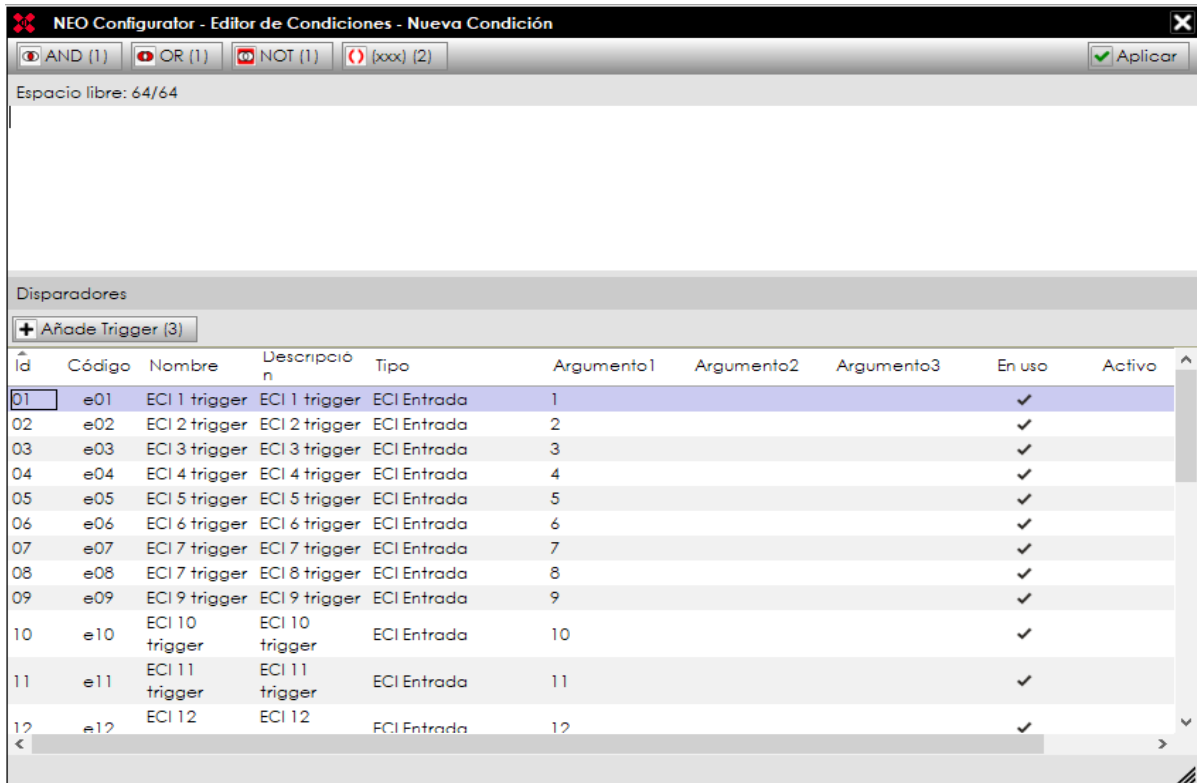 NEO Configurator - Editor de Condiciones - Nueva Condición
AND (1) OR (1) NOT (1) (xxx) (2) Aplicar
Espacio libre: 64/64
Disparadores
Añade Trigger (3)
Id Código Nombre Descripción Tipo Argumento1 Argumento2 Argumento3 En uso Activo
01 e01 ECI 1 trigger ECI 1 trigger ECI Entrada 1
02 e02 ECI 2 trigger ECI 2 trigger ECI Entrada 2
03 e03 ECI 3 trigger ECI 3 trigger ECI Entrada 3
04 e04 ECI 4 trigger ECI 4 trigger ECI Entrada 4
05 e05 ECI 5 trigger ECI 5 trigger ECI Entrada 5
06 e06 ECI 6 trigger ECI 6 trigger ECI Entrada 6
07 e07 ECI 7 trigger ECI 7 trigger ECI Entrada 7
08 e08 ECI 7 trigger ECI 8 trigger ECI Entrada 8
09 e09 ECI 9 trigger ECI 9 trigger ECI Entrada 9
10 e10 ECI 10 trigger ECI 10 trigger ECI Entrada 10
11 e11 ECI 11 trigger ECI 11 trigger ECI Entrada 11
12 e12 ECI 12 ECI 12 ECI Entrada 12